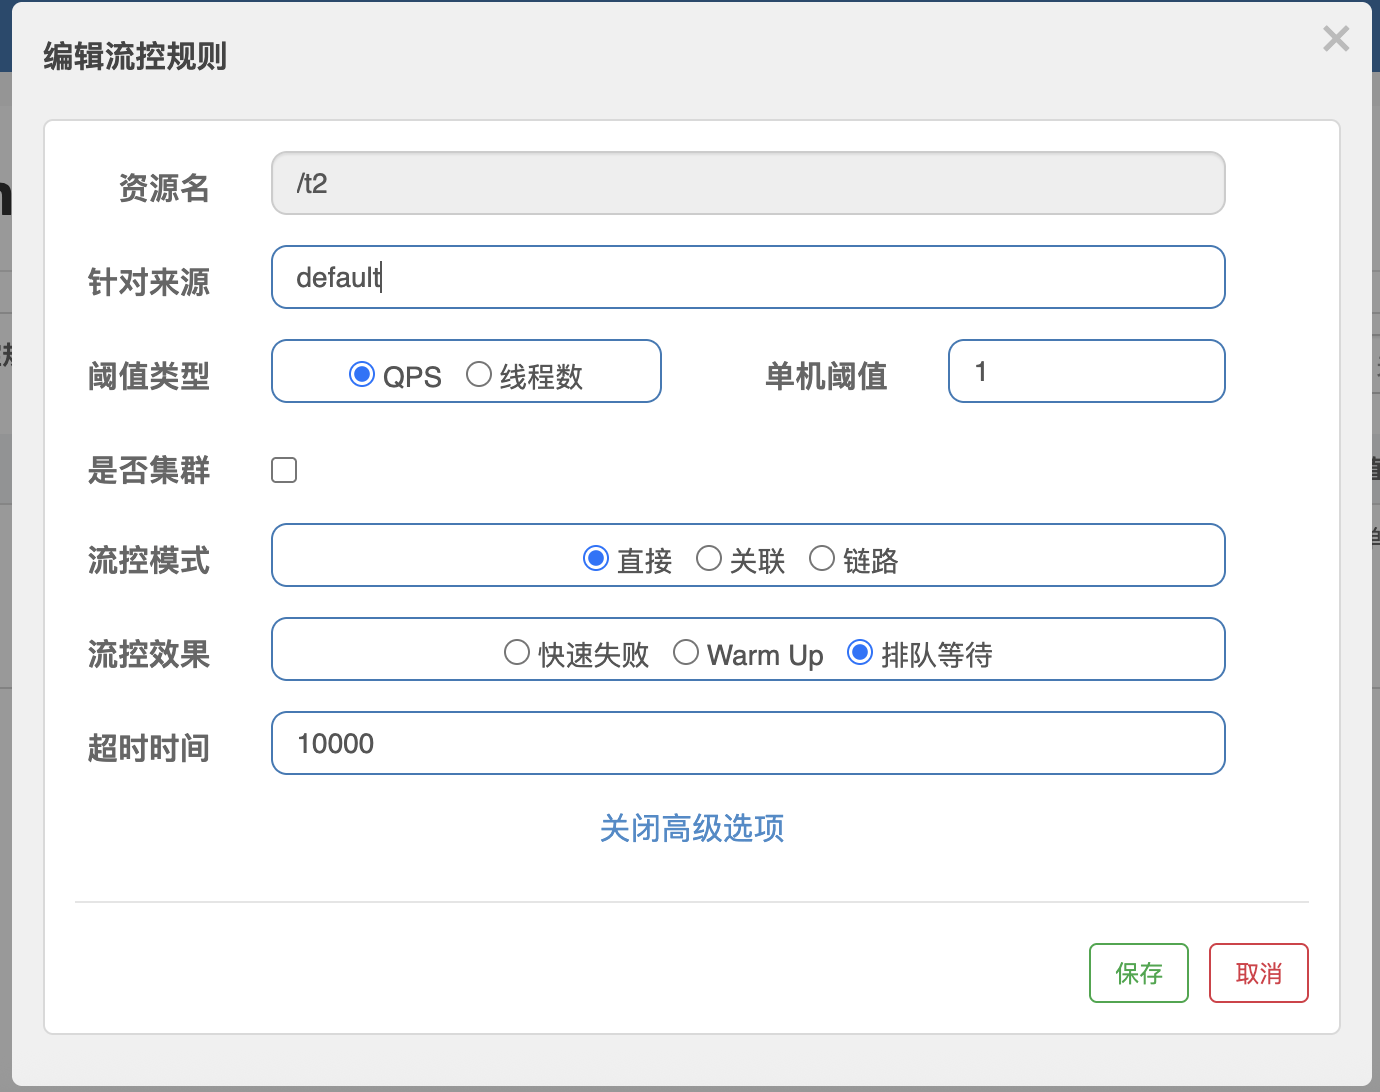 编辑流控规则
资源名 /t2
针对来源 default
阈值类型 QPS 线程数 单机阈值 1
是否集群
流控模式 直接 关联 链路
流控效果 快速失败 Warm Up 排队等待
超时时间 10000
关闭高级选项
保存 取消